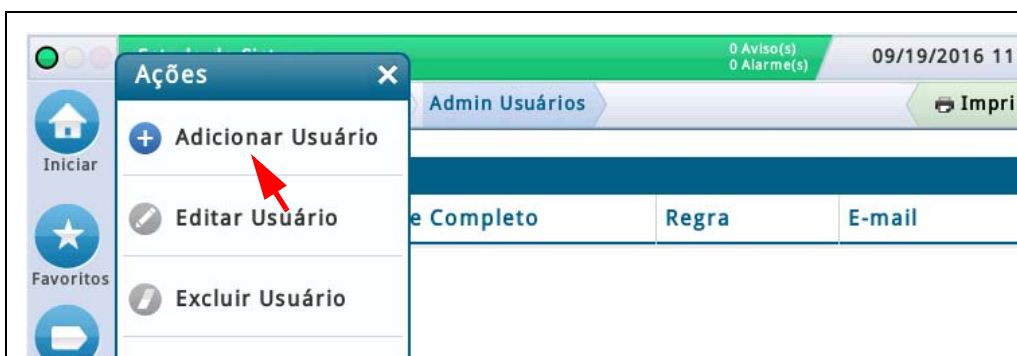 0 Aviso(s)
0 Alarme(s)
09/19/2016 11
Ações
Admin Usuários
Impri
Adicionar Usuário
Iniciar
Editar Usuário
e Completo
Regra
E-mail
Favoritos
Excluir Usuário